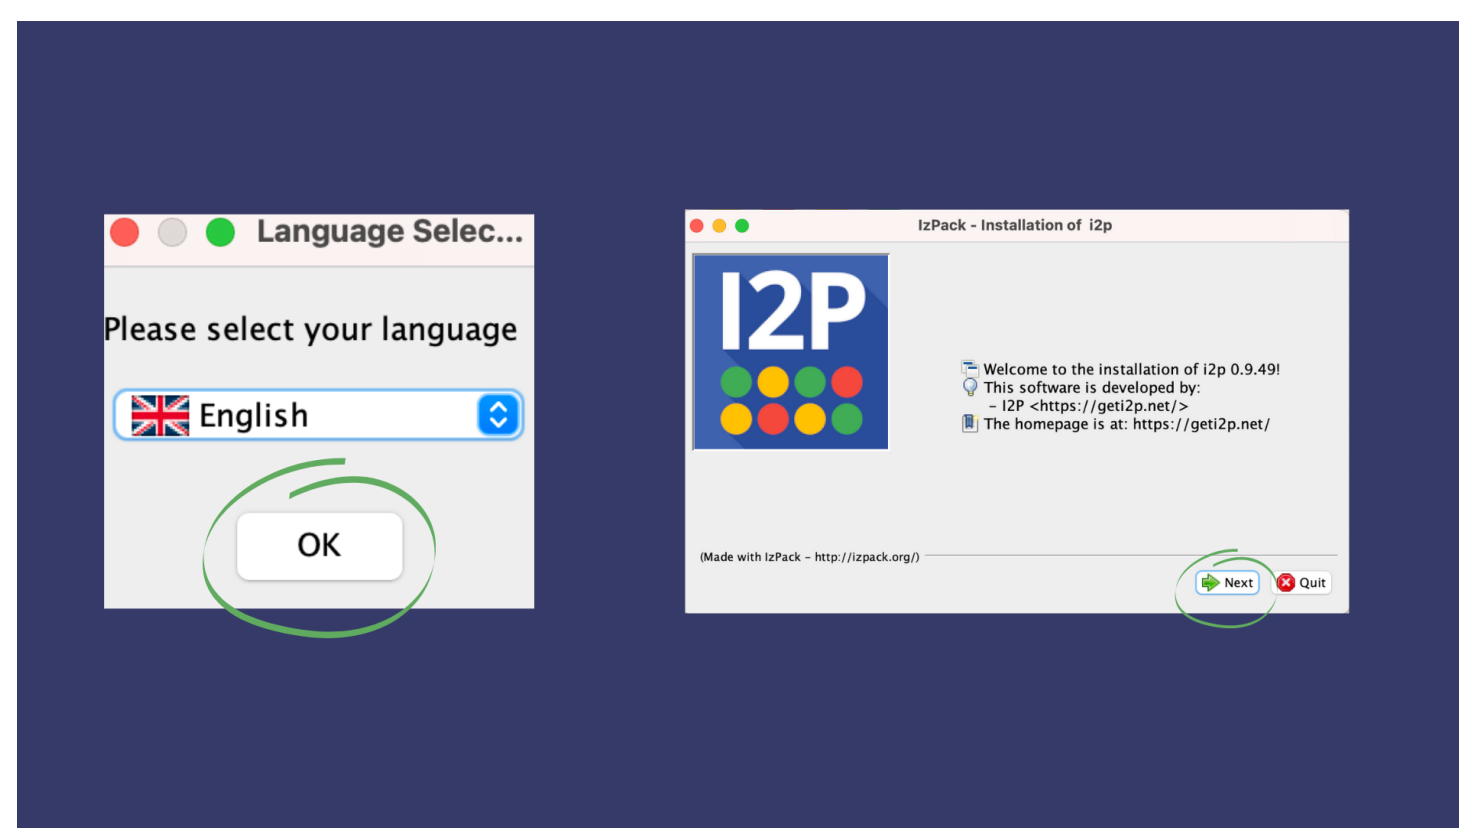 Language Selec...
Please select your language
English
OK
IzPack - Installation of i2p
I2P
Welcome to the installation of i2p 0.9.49!
This software is developed by:
- I2P <https://geti2p.net/>
The homepage is at: https://geti2p.net/
(Made with IzPack - http://izpack.org/)
Next
Quit